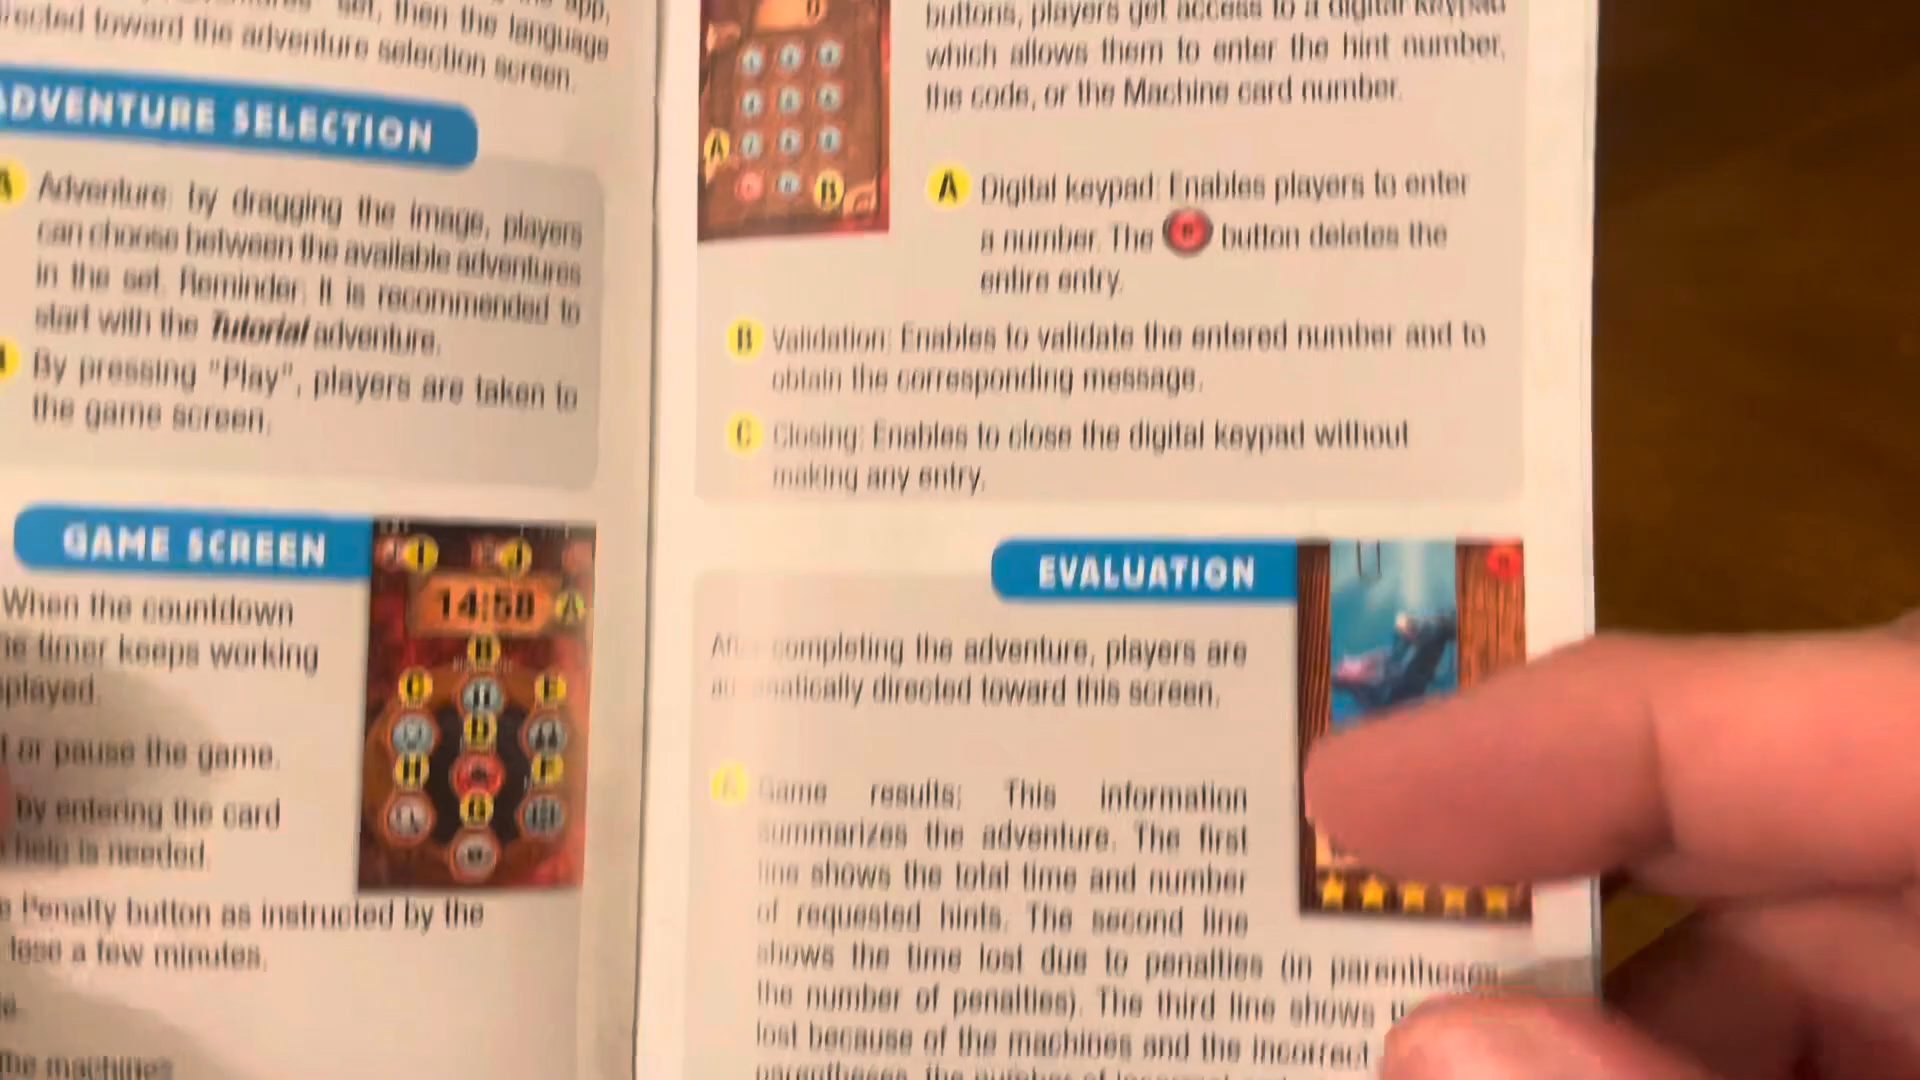 app,
set, then the language
toward the adventure selection screen.
ADVENTURE SELECTION
Adventure: by dragging the image, players
can choose between the available adventures
in the set. Reminder: It is recommended to
start with the Tutorial adventure.
By pressing "Play", players are taken to
the game screen.
GAME SCREEN
When the countdown
timer keeps working
or pause the game.
by entering the card
help is needed.
Penalty button as instructed by the
lose a few minutes.
the machines
I
J
14:58
A
B
C
E
D
H
F
G
A
B
buttons, players get access to a digital keypad
which allows them to enter the hint number,
the code, or the Machine card number.
A Digital keypad: Enables players to enter
a number. The button deletes the
entire entry.
B Validation: Enables to validate the entered number and to
obtain the corresponding message.
C Closing: Enables to close the digital keypad without
making any entry.
EVALUATION
completing the adventure, players are
directed toward this screen.
Game results: This information
summarizes the adventure. The first
line shows the total time and number
of requested hints. The second line
shows the time lost due to penalties (in parentheses
the number of penalties). The third line shows
lost because of the machines and the incorrect
parentheses, the number of